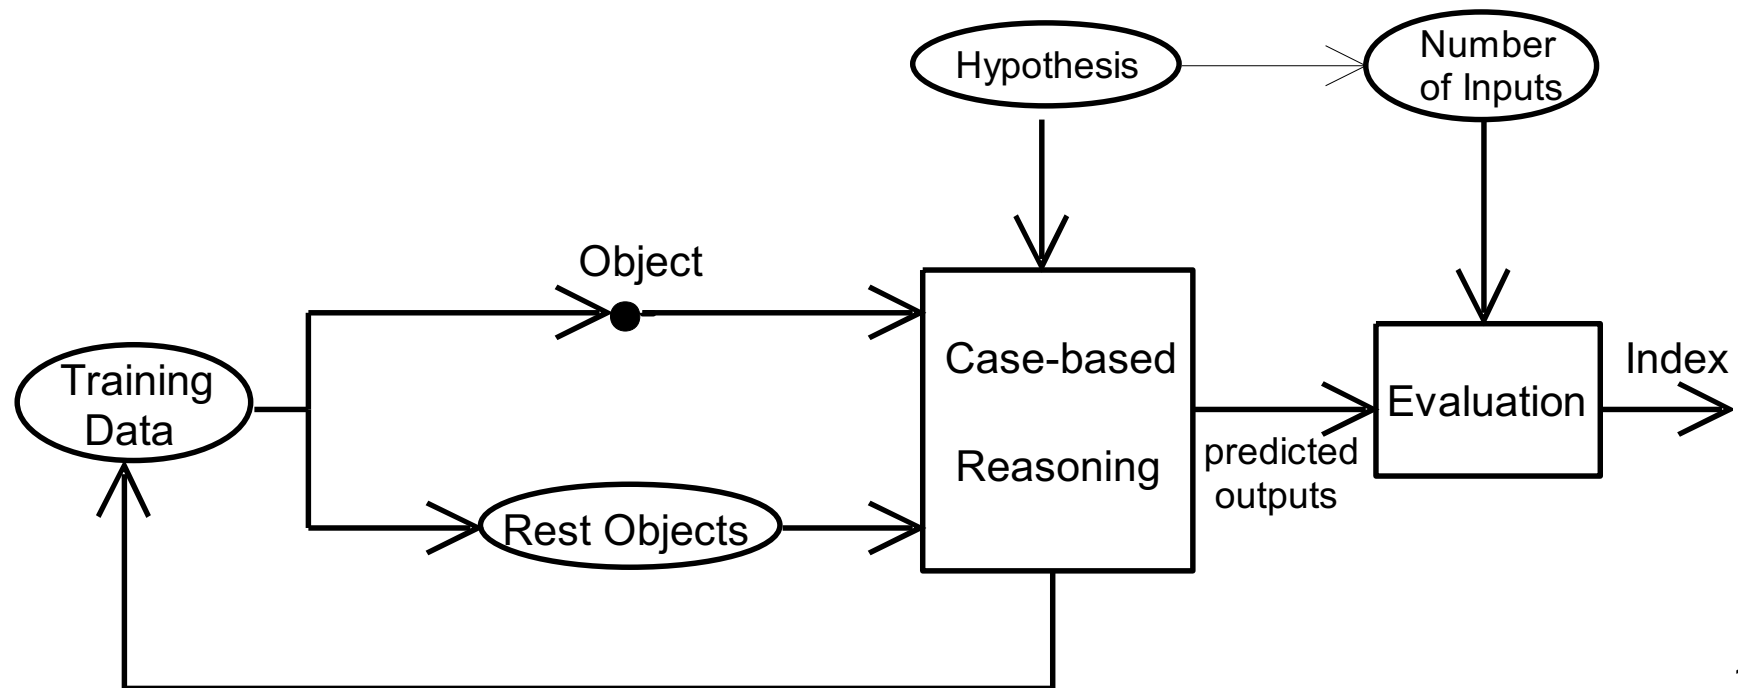 Hypothesis
Number
of Inputs
Object
Training
Data
Case-based
Reasoning
Rest Objects
predicted
outputs
Evaluation
Index